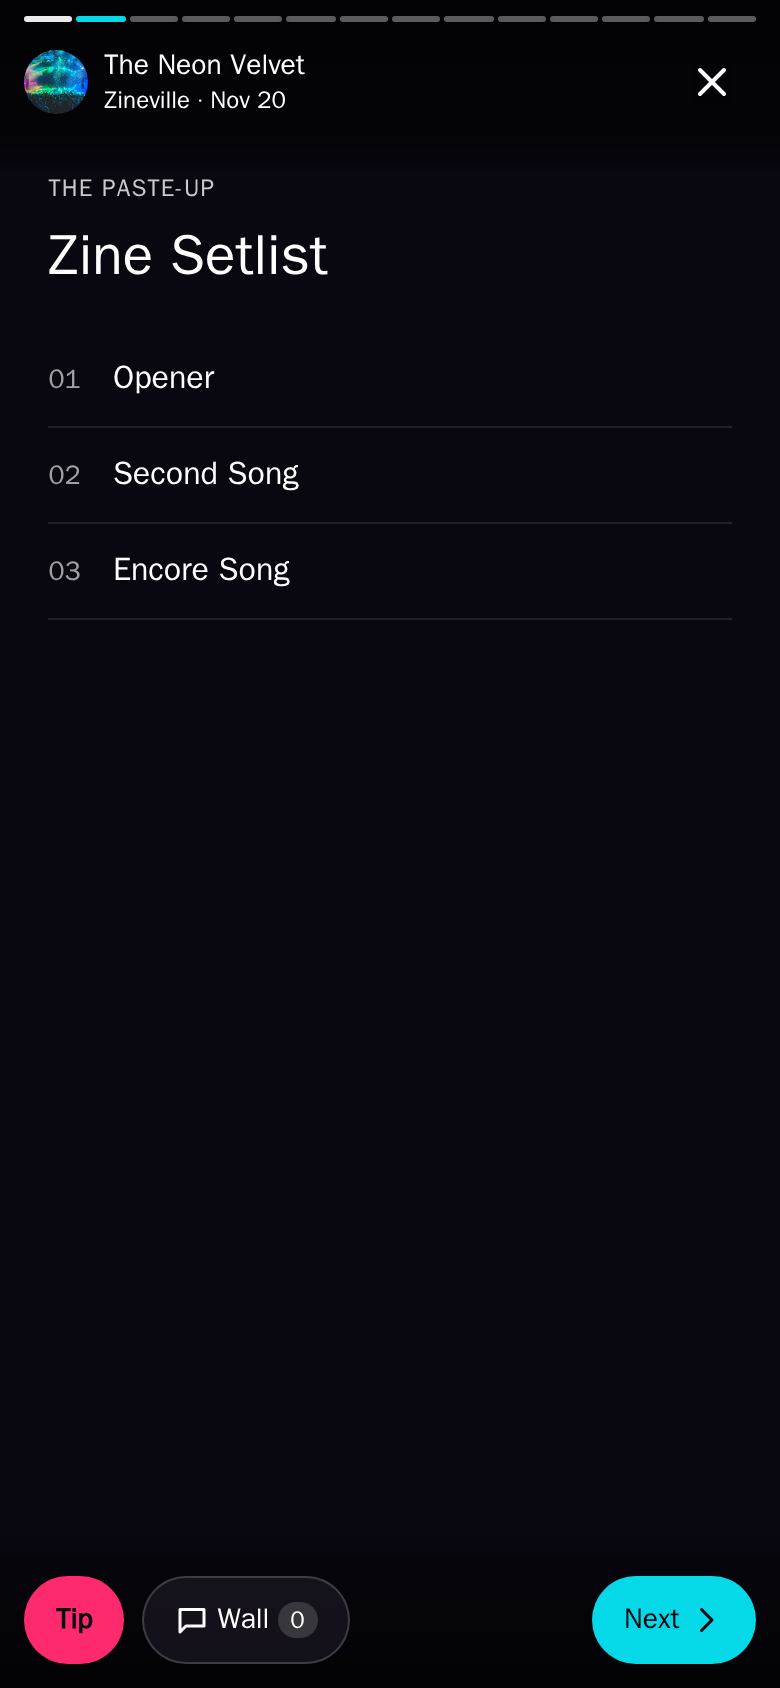 The Neon Velvet
Zineville · Nov 20
THE PASTE-UP
Zine Setlist
01 Opener
02 Second Song
03 Encore Song
Tip
Wall 0
Next